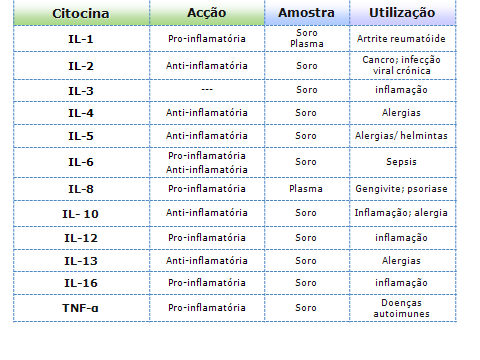 Citocina Acção Amostra Utilização
IL-1 Pro-inflamatória Soro Plasma Artrite reumatóide
IL-2 Anti-inflamatória Soro Cancro; infecção viral crónica
IL-3 --- Soro inflamação
IL-4 Anti-inflamatória Soro Alergias
IL-5 Anti-inflamatória Soro Alergias/ helmintas
IL-6 Pro-inflamatória Anti-inflamatória Soro Sepsis
IL-8 Pro-inflamatória Plasma Gengivite; psoriase
IL- 10 Anti-inflamatória Soro Inflamação; alergia
IL-12 Pro-inflamatória Soro inflamação
IL-13 Anti-inflamatória Soro Alergias
IL-16 Pro-inflamatória Soro inflamação
TNF-α Pro-inflamatória Soro Doenças autoimunes